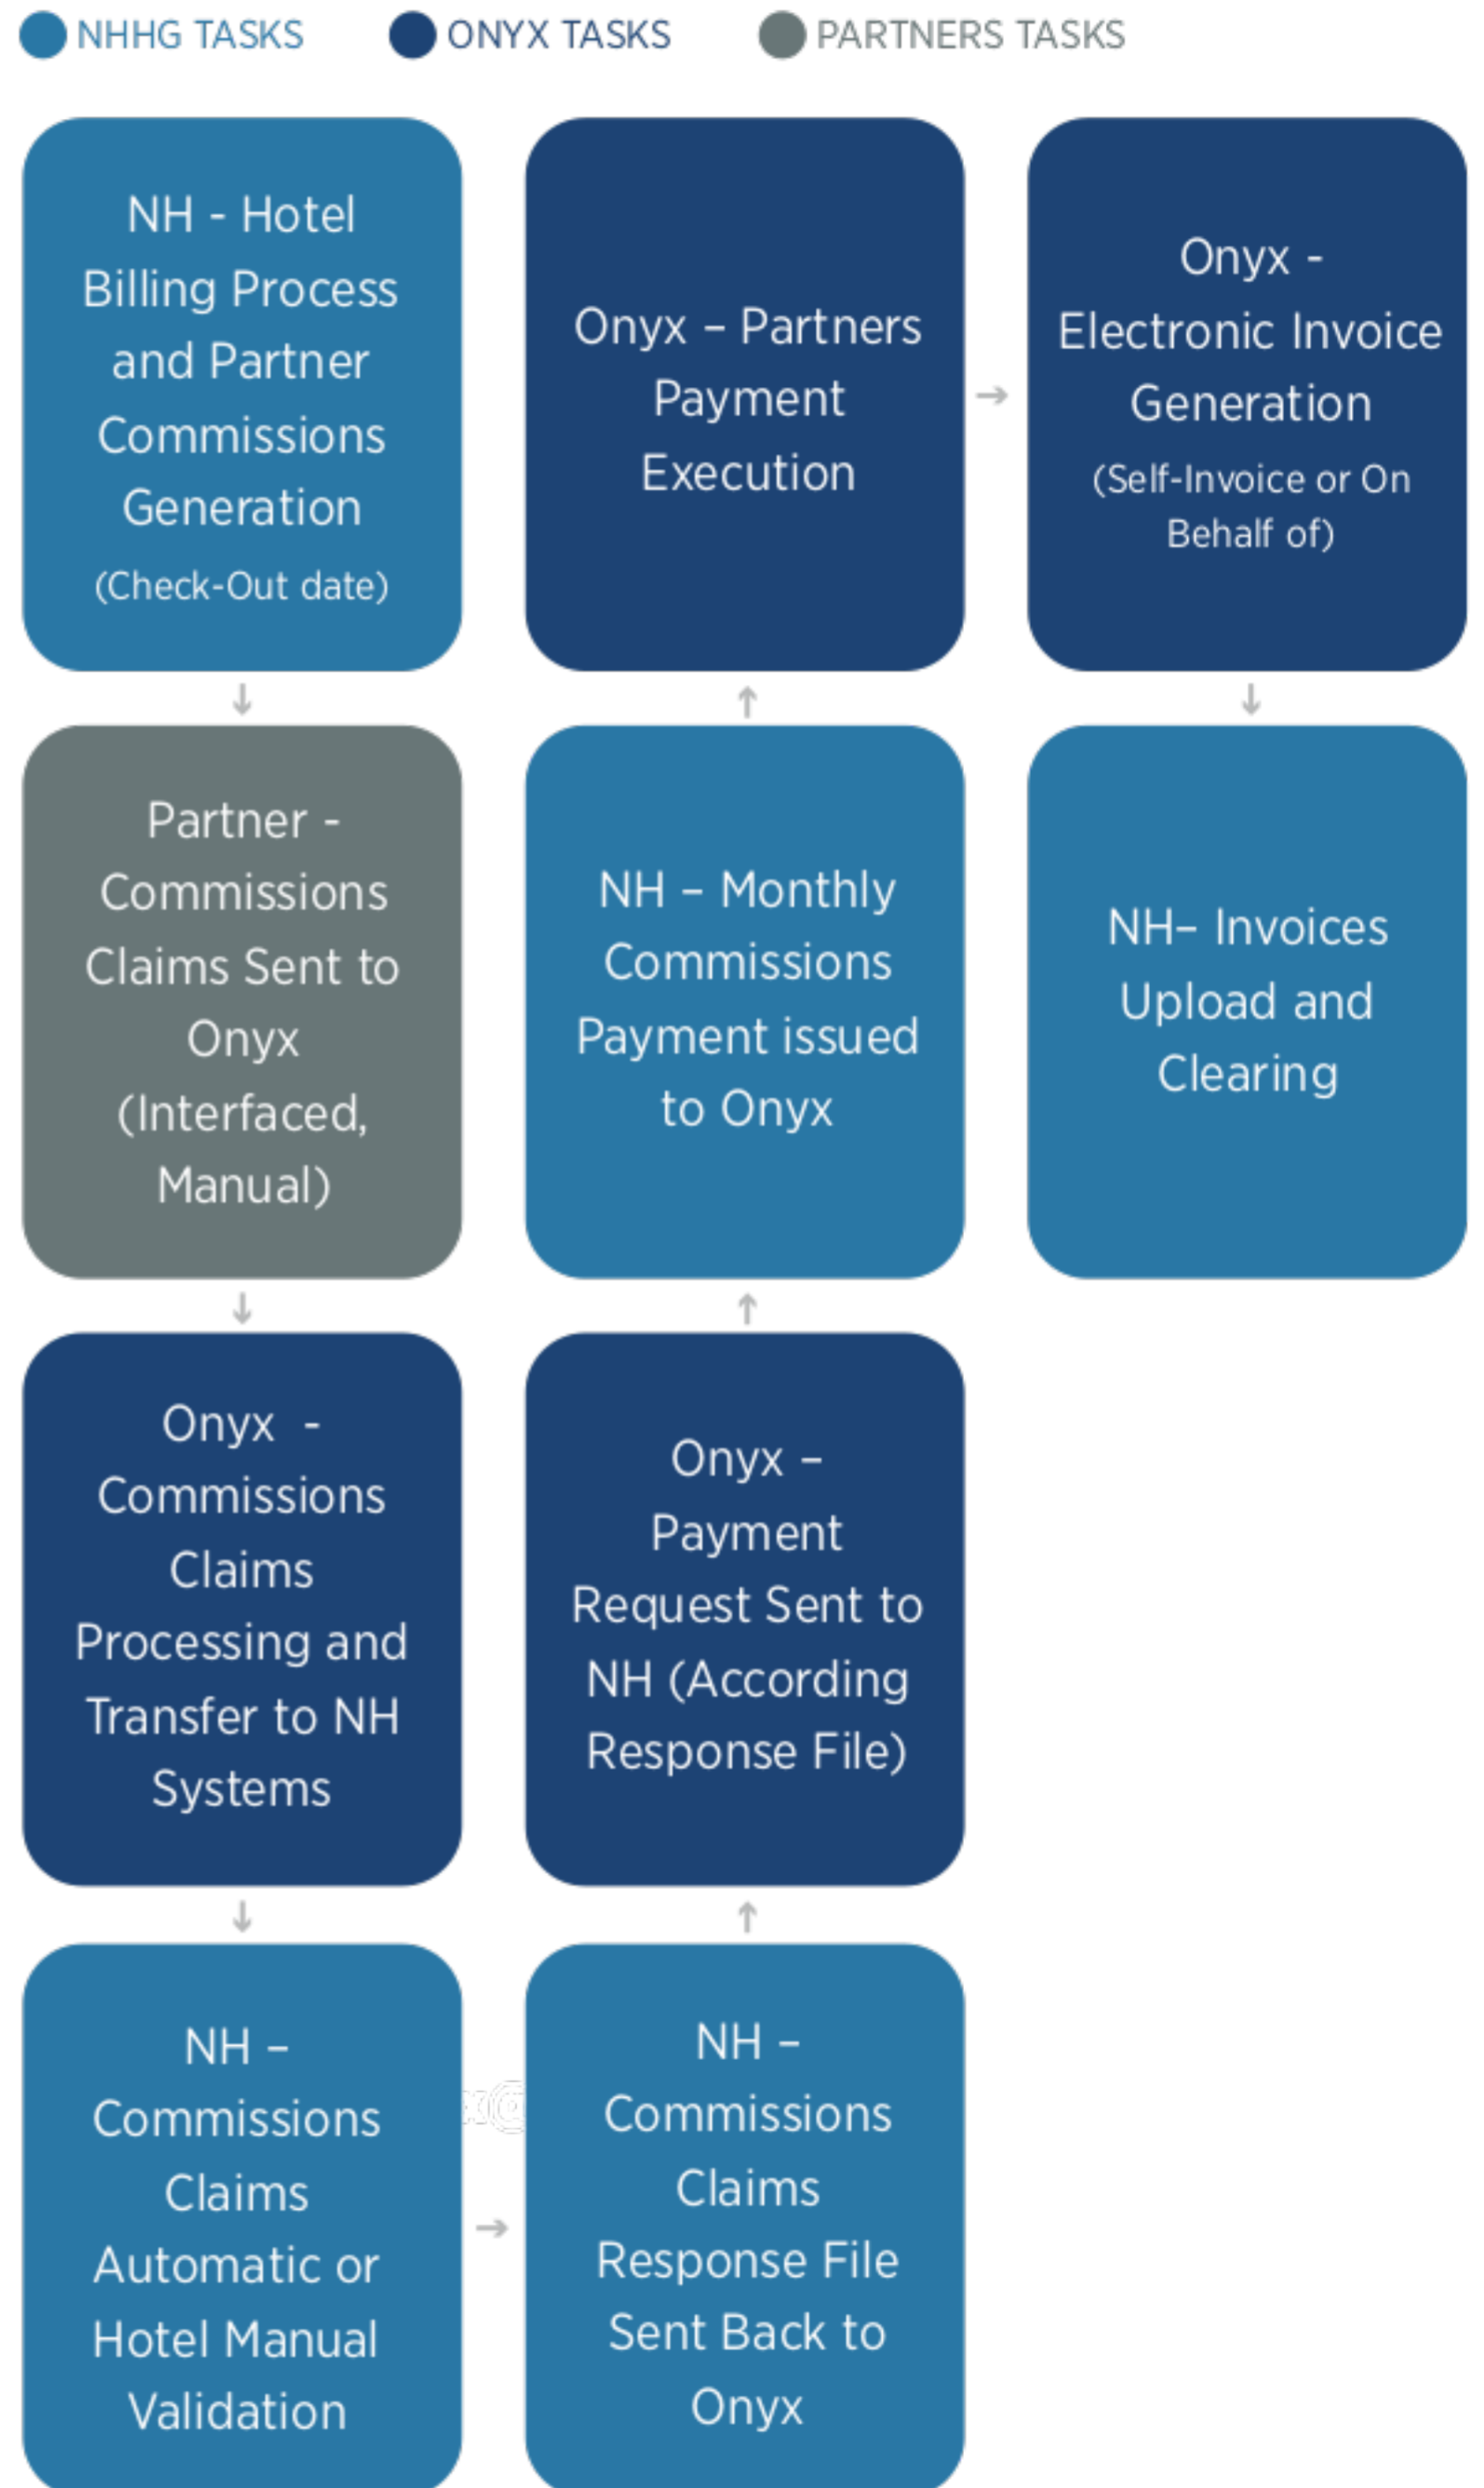 NHHG TASKS
ONYX TASKS
PARTNERS TASKS
NH - Hotel
Billing Process
and Partner
Commissions
Generation
(Check-Out date)
Partner -
Commissions
Claims Sent to
Onyx
(Interfaced,
Manual)
Onyx -
Commissions
Claims
Processing and
Transfer to NH
Systems
NH –
Commissions
Claims
Automatic or
Hotel Manual
Validation
NH –
Commissions
Claims
Response File
Sent Back to
Onyx
Onyx –
Payment
Request Sent to
NH (According
Response File)
NH – Monthly
Commissions
Payment issued
to Onyx
Onyx – Partners
Payment
Execution
Onyx -
Electronic Invoice
Generation
(Self-Invoice or On
Behalf of)
NH– Invoices
Upload and
Clearing